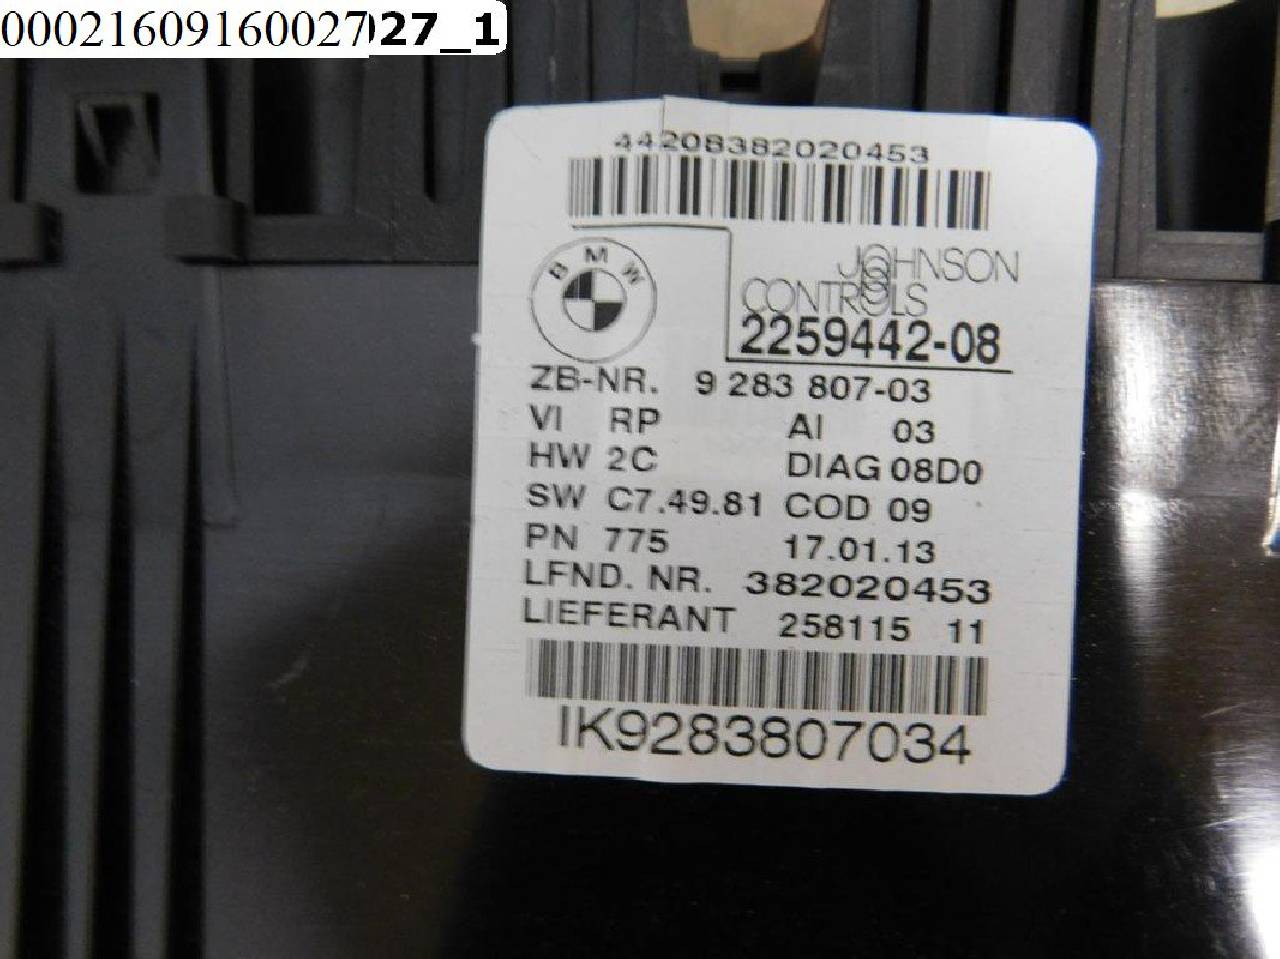 00021609160027027_1
44208382020453
BMW
JOHNSON
CONTROLS
2259442-08
ZB-NR. 9 283 807-03
VI RP AI 03
HW 2C DIAG 08D0
SW C7.49.81 COD 09
PN 775 17.01.13
LFND. NR. 382020453
LIEFERANT 258115 11
IK9283807034